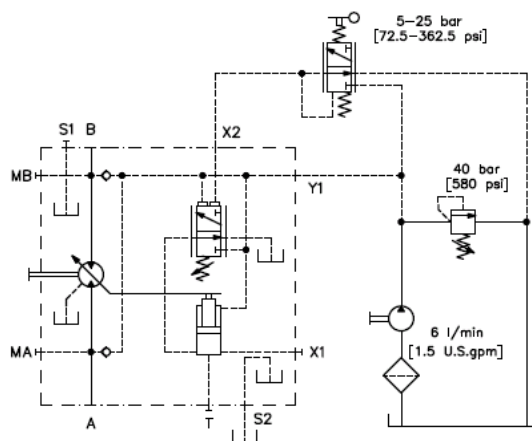 5-25 bar
[72.5-362.5 psi]
S1
B
X2
MB
Y1
40 bar
[580 psi]
6 l/min
[1.5 U.S.gpm]
MA
X1
A
T
S2